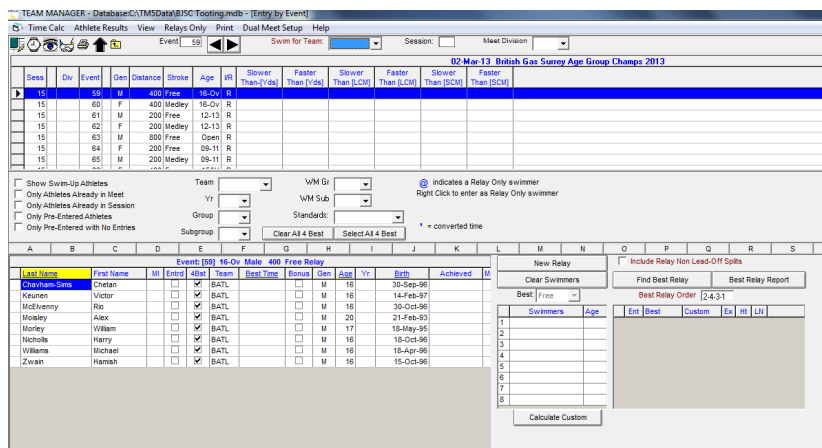 TEAM MANAGER - Database:C:\TM5Data\BJSC Tooting.mdb - [Entry by Event]
Time Calc Athlete Results View Relays Only Print Dual Meet Setup Help
Event 59 Swim for Team: Session: Meet Division
02-Mar-13 British Gas Surrey Age Group Champs 2013
Sess Div Event Gen Distance Stroke Age I/R Slower Than-[Yds] Faster Than [Yds] Slower Than [LCM] Faster Than [LCM] Slower Than [SCM] Faster Than [SCM]
15 59 M 400 Free 16-Ov R
15 60 F 400 Medley 16-Ov R
15 61 M 200 Free 12-13 R
15 62 F 200 Medley 12-13 R
15 63 M 800 Free Open R
15 64 F 200 Free 09-11 R
15 65 M 200 Medley 09-11 R
Show Swim-Up Athletes
Only Athletes Already in Meet
Only Athletes Already in Session
Only Pre-Entered Athletes
Only Pre-Entered with No Entries
Team WM Gr
Yr WM Sub
Group Standards:
Subgroup Clear All 4 Best Select All 4 Best
@ indicates a Relay Only swimmer
Right Click to enter as Relay Only swimmer
* = converted time
A B C D E F G H I J K L M N O P Q R S
Event: [59] 16-Ov Male 400 Free Relay
Last Name First Name MI Entrd 4Bst Team Best Time Bonus Gen Age Yr Birth Achieved M
Chavham-Sims Chetan BATL M 16 30-Sep-96
Keunen Victor BATL M 16 14-Feb-97
McElvenny Rio BATL M 16 30-Oct-96
Moisley Alex BATL M 20 21-Feb-93
Morley William BATL M 17 18-May-95
Nicholls Harry BATL M 16 18-Oct-96
Williams Michael BATL M 16 18-Apr-96
Zwain Hamish BATL M 16 15-Oct-96
New Relay
Clear Swimmers
Best: Free
Swimmers Age
1
2
3
4
5
6
7
8
Calculate Custom
Include Relay Non Lead-Off Splits
Find Best Relay Best Relay Report
Best Relay Order 2-4-3-1
Ent Best Custom Ex Ht LN